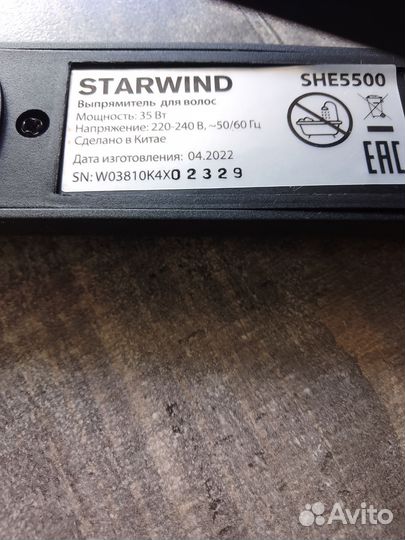 STARWIND SHE5500
Выпрямитель для волос
Мощность: 35 Вт
Напряжение: 220-240 В, ~50/60 Гц
Сделано в Китае
Дата изготовления: 04.2022
SN: W03810K4X02329
EAC
Avito